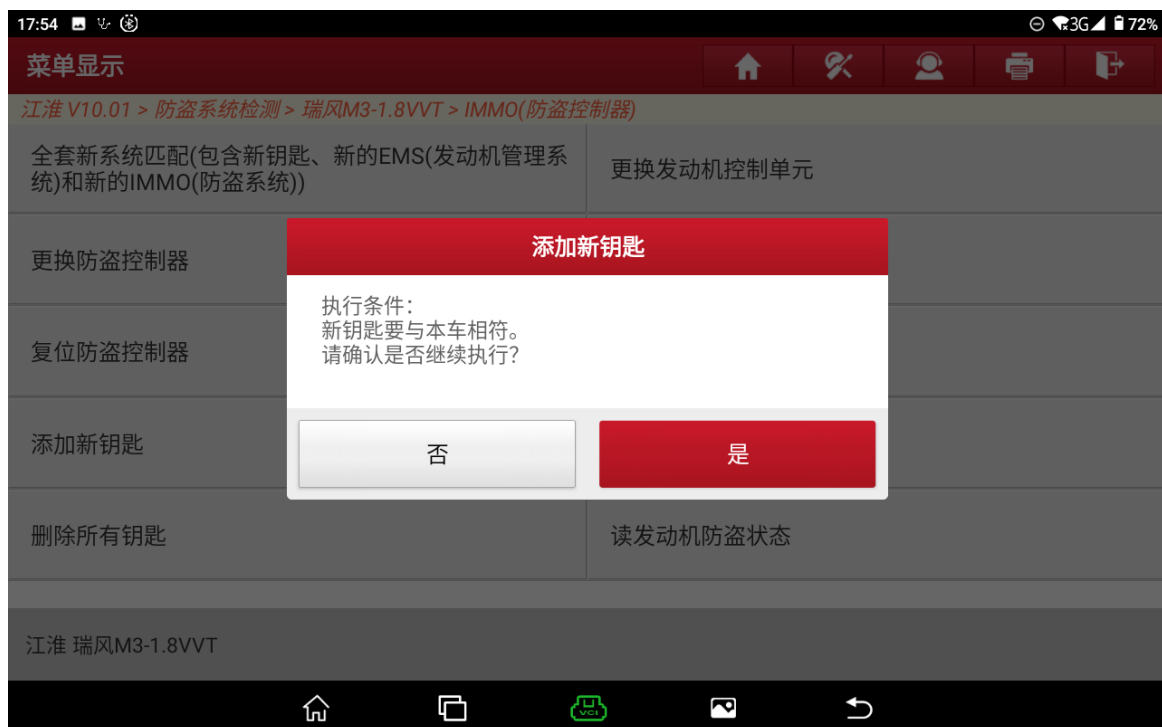 17:54
3G 72%
菜单显示
江淮 V10.01 > 防盗系统检测 > 瑞风M3-1.8VVT > IMMO(防盗控制器)
全套新系统匹配(包含新钥匙、新的EMS(发动机管理系
统)和新的IMMO(防盗系统))
更换发动机控制单元
更换防盗控制器
添加新钥匙
执行条件：
新钥匙要与本车相符。
请确认是否继续执行?
否
是
复位防盗控制器
添加新钥匙
删除所有钥匙
读发动机防盗状态
江淮 瑞风M3-1.8VVT
VCI